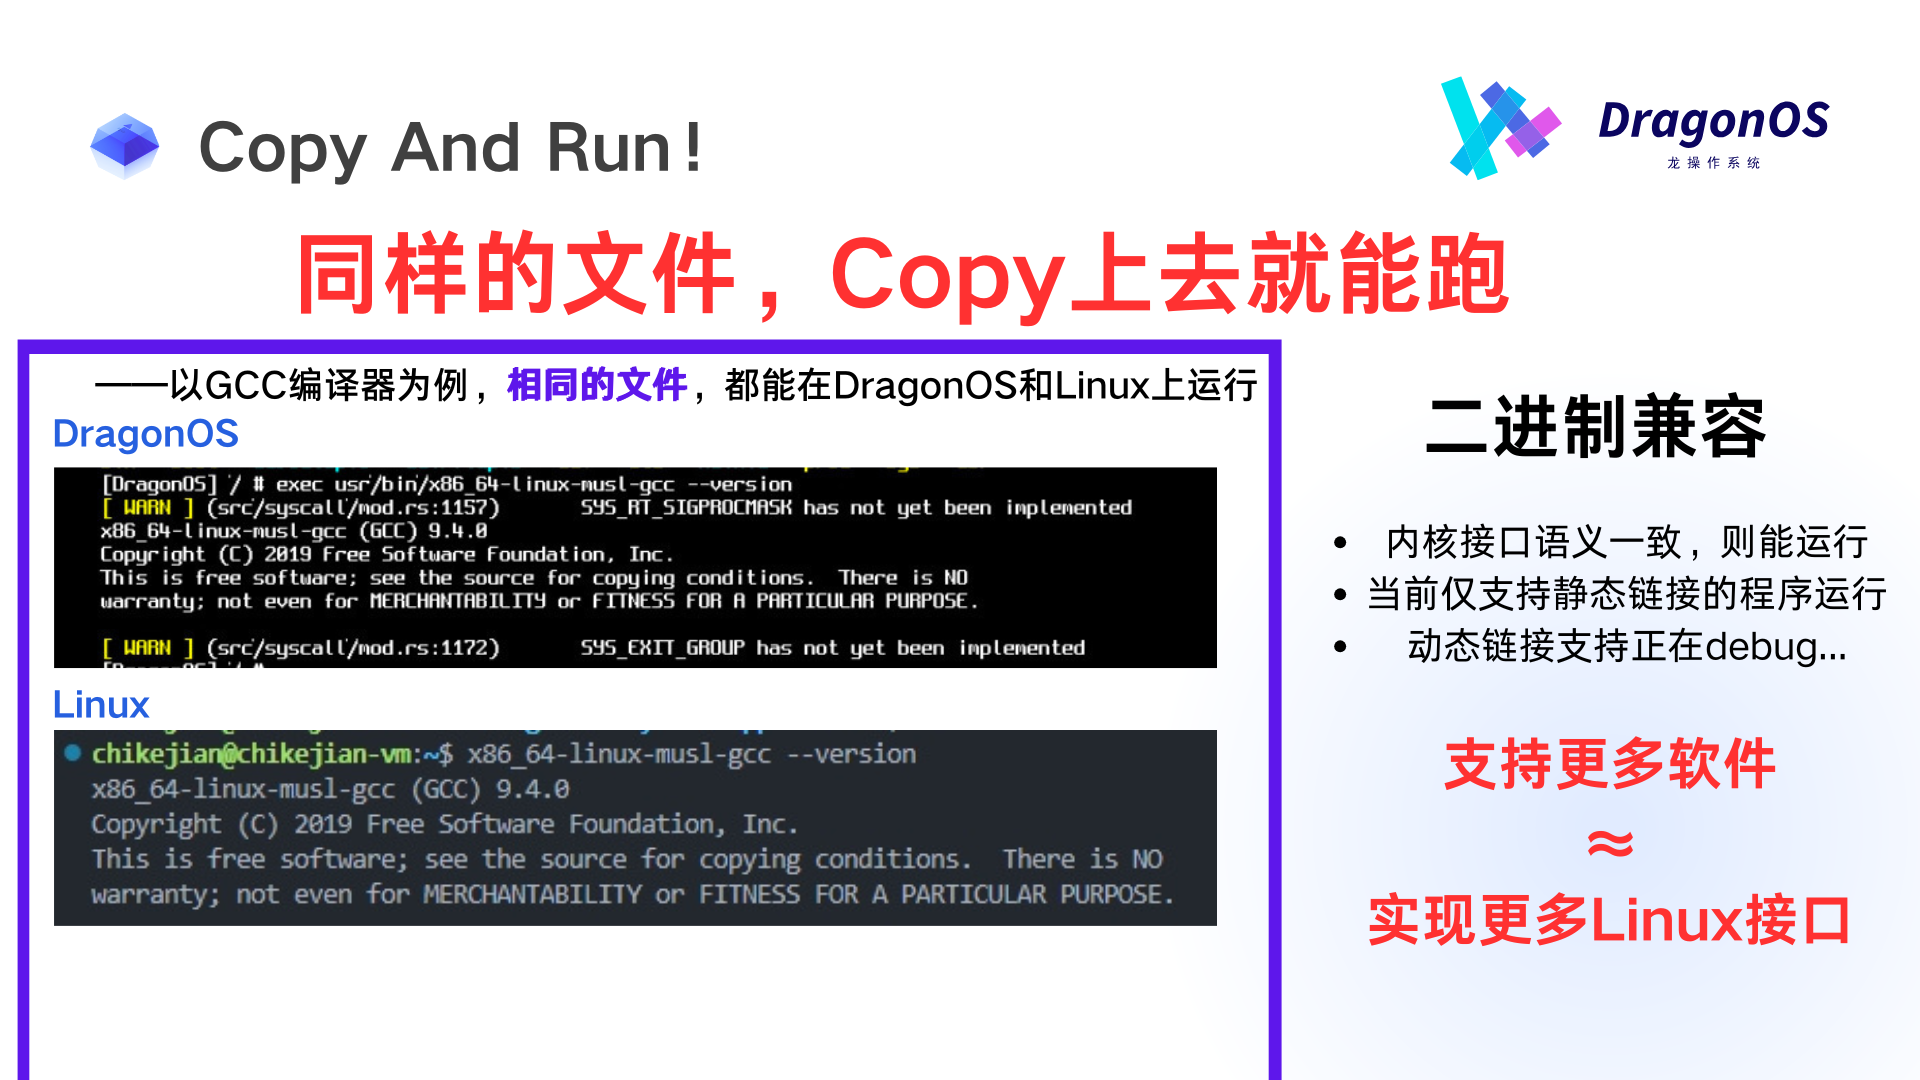 Copy And Run!
DragonOS
龙操作系统
同样的文件，Copy上去就能跑
——以GCC编译器为例，相同的文件，都能在DragonOS和Linux上运行
DragonOS
[DragonOS] / # exec usr/bin/x86_64-linux-musl-gcc --version
[ WARN ] (src/syscall/mod.rs:1157)       SYS_RT_SIGPROCMASK has not yet been implemented
x86_64-linux-musl-gcc (GCC) 9.4.0
Copyright (C) 2019 Free Software Foundation, Inc.
This is free software; see the source for copying conditions.  There is NO
warranty; not even for MERCHANTABILITY or FITNESS FOR A PARTICULAR PURPOSE.
[ WARN ] (src/syscall/mod.rs:1172)       SYS_EXIT_GROUP has not yet been implemented
[DragonOS] / #
Linux
chikejian@chikejian-vm:~$ x86_64-linux-musl-gcc --version
x86_64-linux-musl-gcc (GCC) 9.4.0
Copyright (C) 2019 Free Software Foundation, Inc.
This is free software; see the source for copying conditions.  There is NO
warranty; not even for MERCHANTABILITY or FITNESS FOR A PARTICULAR PURPOSE.
二进制兼容
• 内核接口语义一致，则能运行
• 当前仅支持静态链接的程序运行
• 动态链接支持正在debug...
支持更多软件
≈
实现更多Linux接口